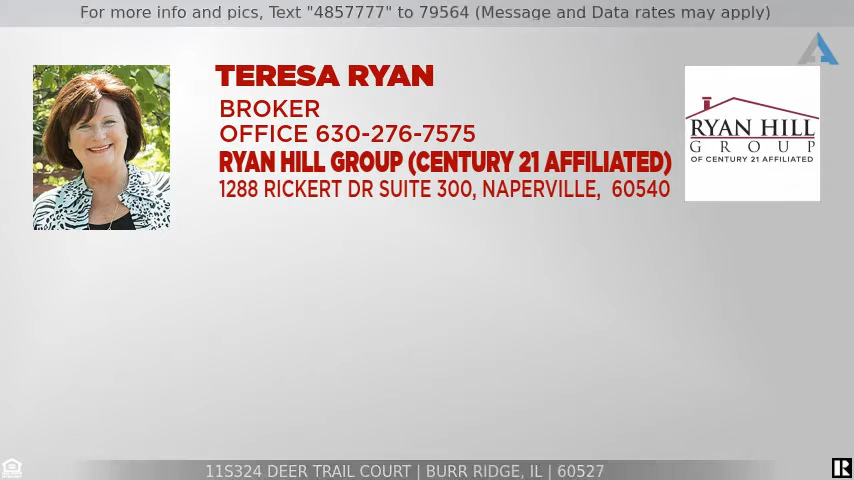 For more info and pics, Text "4857777" to 79564 (Message and Data rates may apply)
TERESA RYAN
BROKER
OFFICE 630-276-7575
RYAN HILL GROUP (CENTURY 21 AFFILIATED)
1288 RICKERT DR SUITE 300, NAPERVILLE, 60540
RYAN HILL
GROUP
OF CENTURY 21 AFFILIATED
11S324 DEER TRAIL COURT | BURR RIDGE, IL | 60527